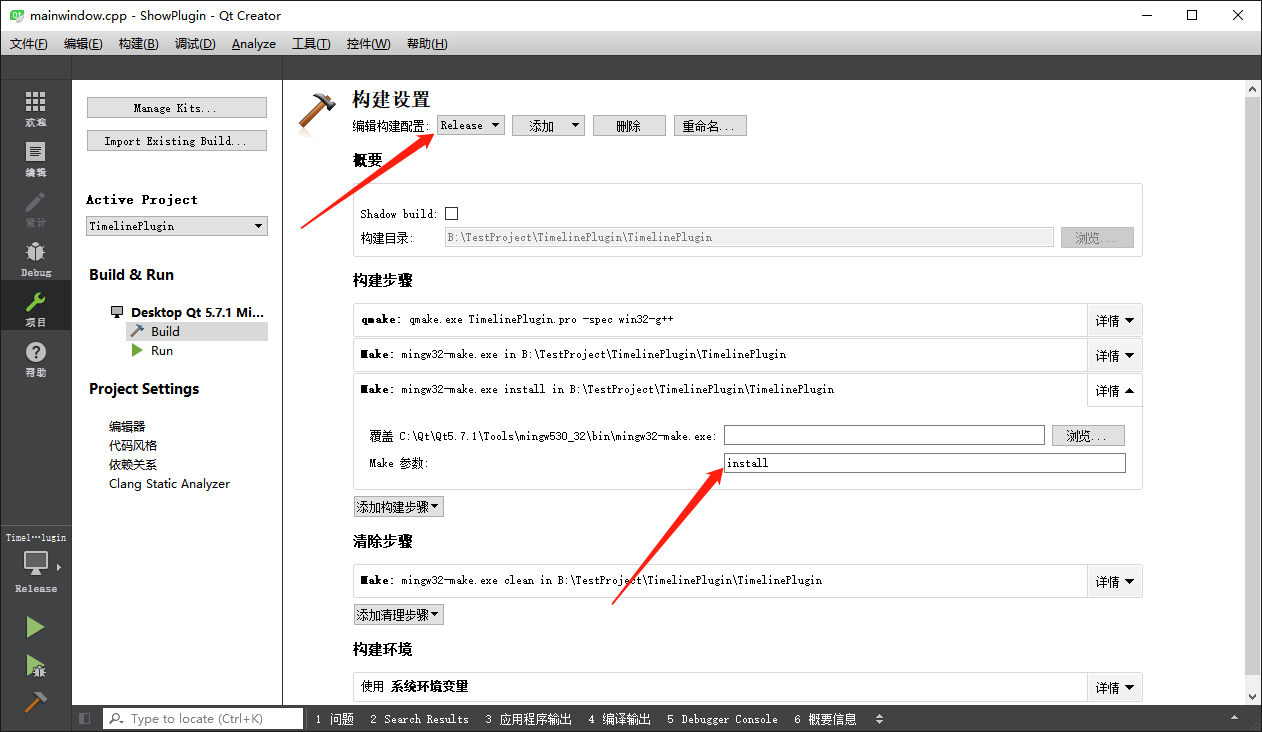 mainwindow.cpp - ShowPlugin - Qt Creator
文件(F) 编辑(E) 构建(B) 调试(D) Analyze 工具(T) 控件(W) 帮助(H)
欢迎
编辑
设计
Debug
项目
帮助
Timel…lugin
Release
Manage Kits...
Import Existing Build...
Active Project
TimelinePlugin
Build & Run
Desktop Qt 5.7.1 Mi...
Build
Run
Project Settings
编辑器
代码风格
依赖关系
Clang Static Analyzer
构建设置
编辑构建配置: Release 添加 删除 重命名...
概要
Shadow build:
构建目录: B:\TestProject\TimelinePlugin\TimelinePlugin 浏览...
构建步骤
qmake: qmake.exe TimelinePlugin.pro -spec win32-g++ 详情
Make: mingw32-make.exe in B:\TestProject\TimelinePlugin\TimelinePlugin 详情
Make: mingw32-make.exe install in B:\TestProject\TimelinePlugin\TimelinePlugin 详情
覆盖 C:\Qt\Qt5.7.1\Tools\mingw530_32\bin\mingw32-make.exe: 浏览...
Make 参数: install
添加构建步骤
清除步骤
Make: mingw32-make.exe clean in B:\TestProject\TimelinePlugin\TimelinePlugin 详情
添加清理步骤
构建环境
使用 系统环境变量 详情
Type to locate (Ctrl+K) 1 问题 2 Search Results 3 应用程序输出 4 编译输出 5 Debugger Console 6 概要信息